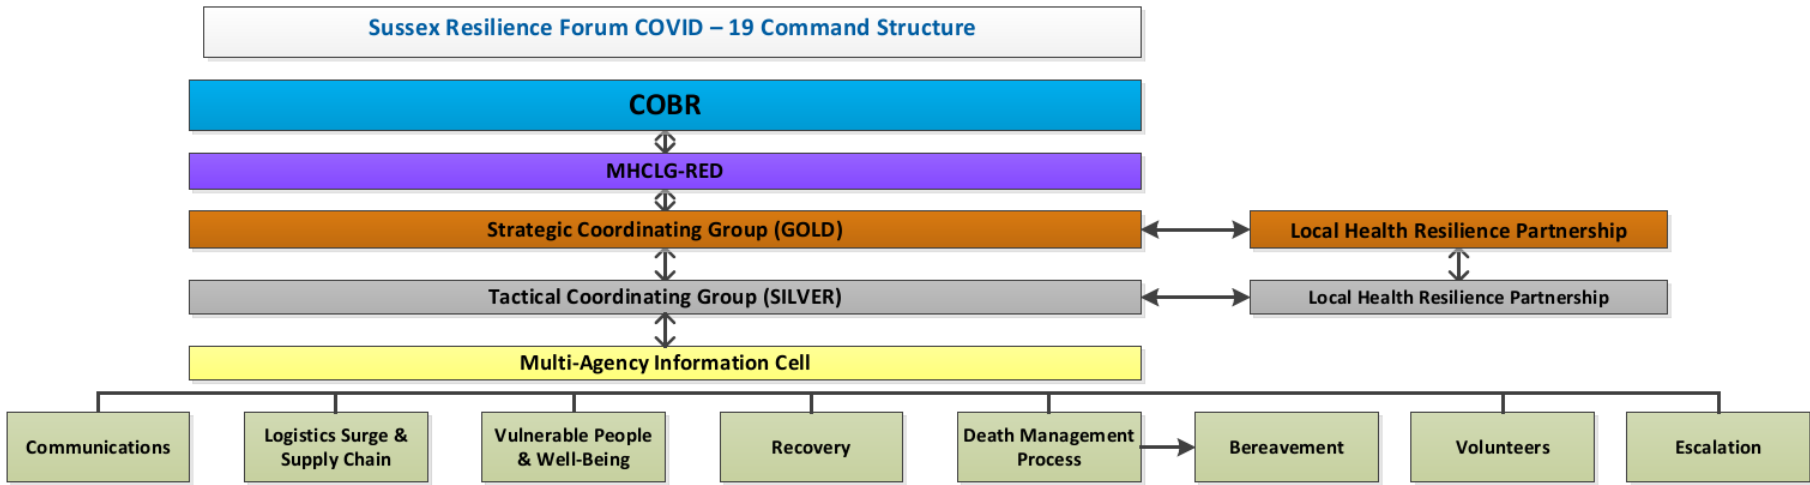 Sussex Resilience Forum COVID – 19 Command Structure
COBR
MHCLG-RED
Strategic Coordinating Group (GOLD)
Local Health Resilience Partnership
Tactical Coordinating Group (SILVER)
Local Health Resilience Partnership
Multi-Agency Information Cell
Communications
Logistics Surge &
Supply Chain
Vulnerable People
& Well-Being
Recovery
Death Management
Process
Bereavement
Volunteers
Escalation